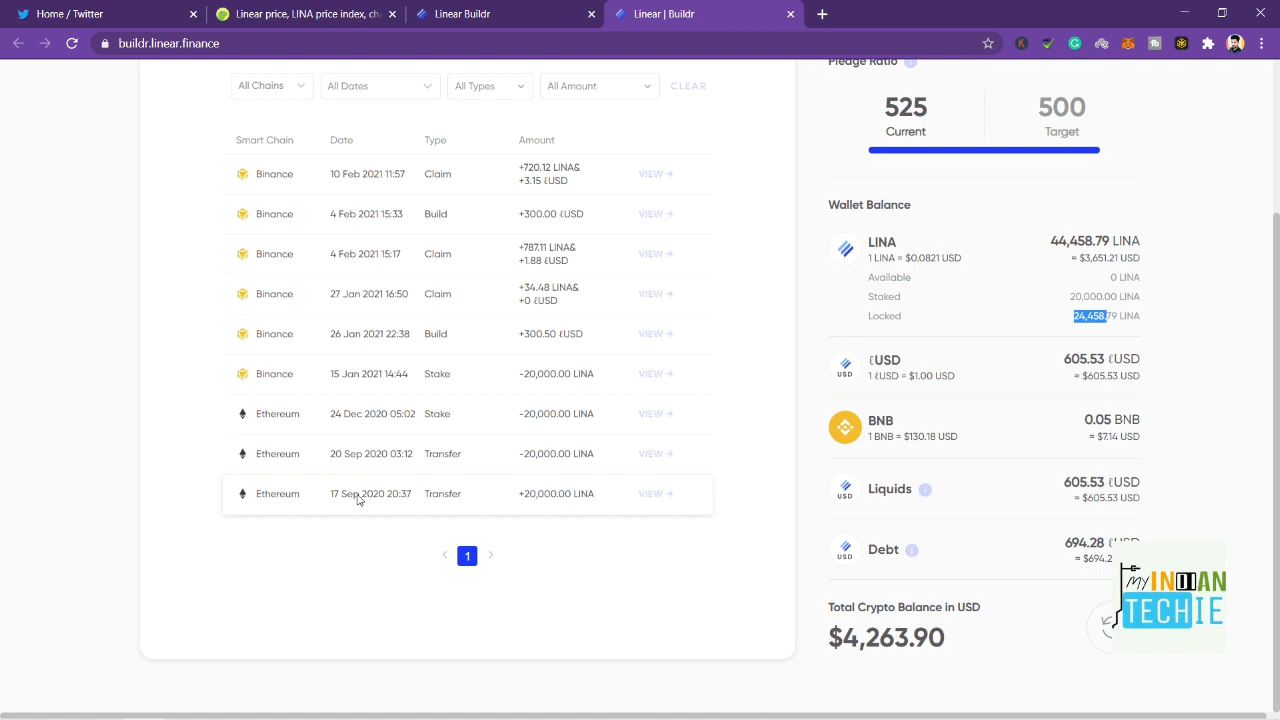 Home / Twitter
Linear price, LINA price index, ch
Linear Buildr
Linear | Buildr
buildr.linear.finance
All Chains All Dates All Types All Amount CLEAR
Smart Chain Date Type Amount
Binance 10 Feb 2021 11:57 Claim +720.12 LINA&
+3.15 ℓUSD VIEW →
Binance 4 Feb 2021 15:33 Build +300.00 ℓUSD VIEW →
Binance 4 Feb 2021 15:17 Claim +787.11 LINA&
+1.88 ℓUSD VIEW →
Binance 27 Jan 2021 16:50 Claim +34.48 LINA&
+0 ℓUSD VIEW →
Binance 26 Jan 2021 22:38 Build +300.50 ℓUSD VIEW →
Binance 15 Jan 2021 14:44 Stake -20,000.00 LINA VIEW →
Ethereum 24 Dec 2020 05:02 Stake -20,000.00 LINA VIEW →
Ethereum 20 Sep 2020 03:12 Transfer -20,000.00 LINA VIEW →
Ethereum 17 Sep 2020 20:37 Transfer +20,000.00 LINA VIEW →
1
Pledge Ratio
525 500
Current Target
Wallet Balance
LINA 44,458.79 LINA
1 LINA = $0.0821 USD ≈ $3,651.21 USD
Available 0 LINA
Staked 20,000.00 LINA
Locked 24,458.79 LINA
ℓUSD 605.53 ℓUSD
USD 1 ℓUSD = $1.00 USD ≈ $605.53 USD
BNB 0.05 BNB
1 BNB = $130.18 USD ≈ $7.14 USD
Liquids 605.53 ℓUSD
USD ≈ $605.53 USD
Debt 694.28 ℓUSD
USD ≈ $694.2
Total Crypto Balance in USD
$4,263.90
MY INDIAN
TECHIE